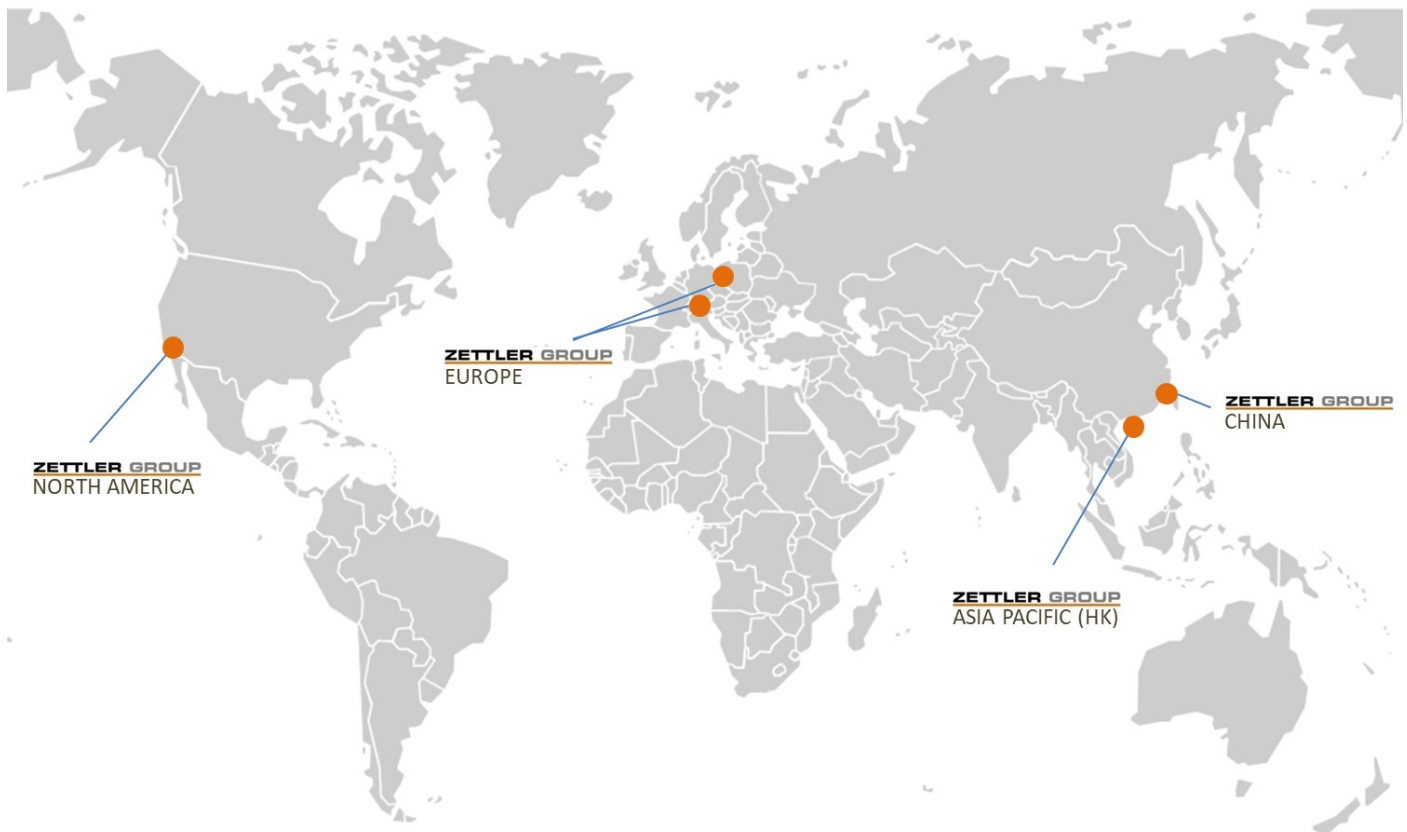 ZETTLER GROUP
EUROPE
ZETTLER GROUP
CHINA
ZETTLER GROUP
NORTH AMERICA
ZETTLER GROUP
ASIA PACIFIC (HK)